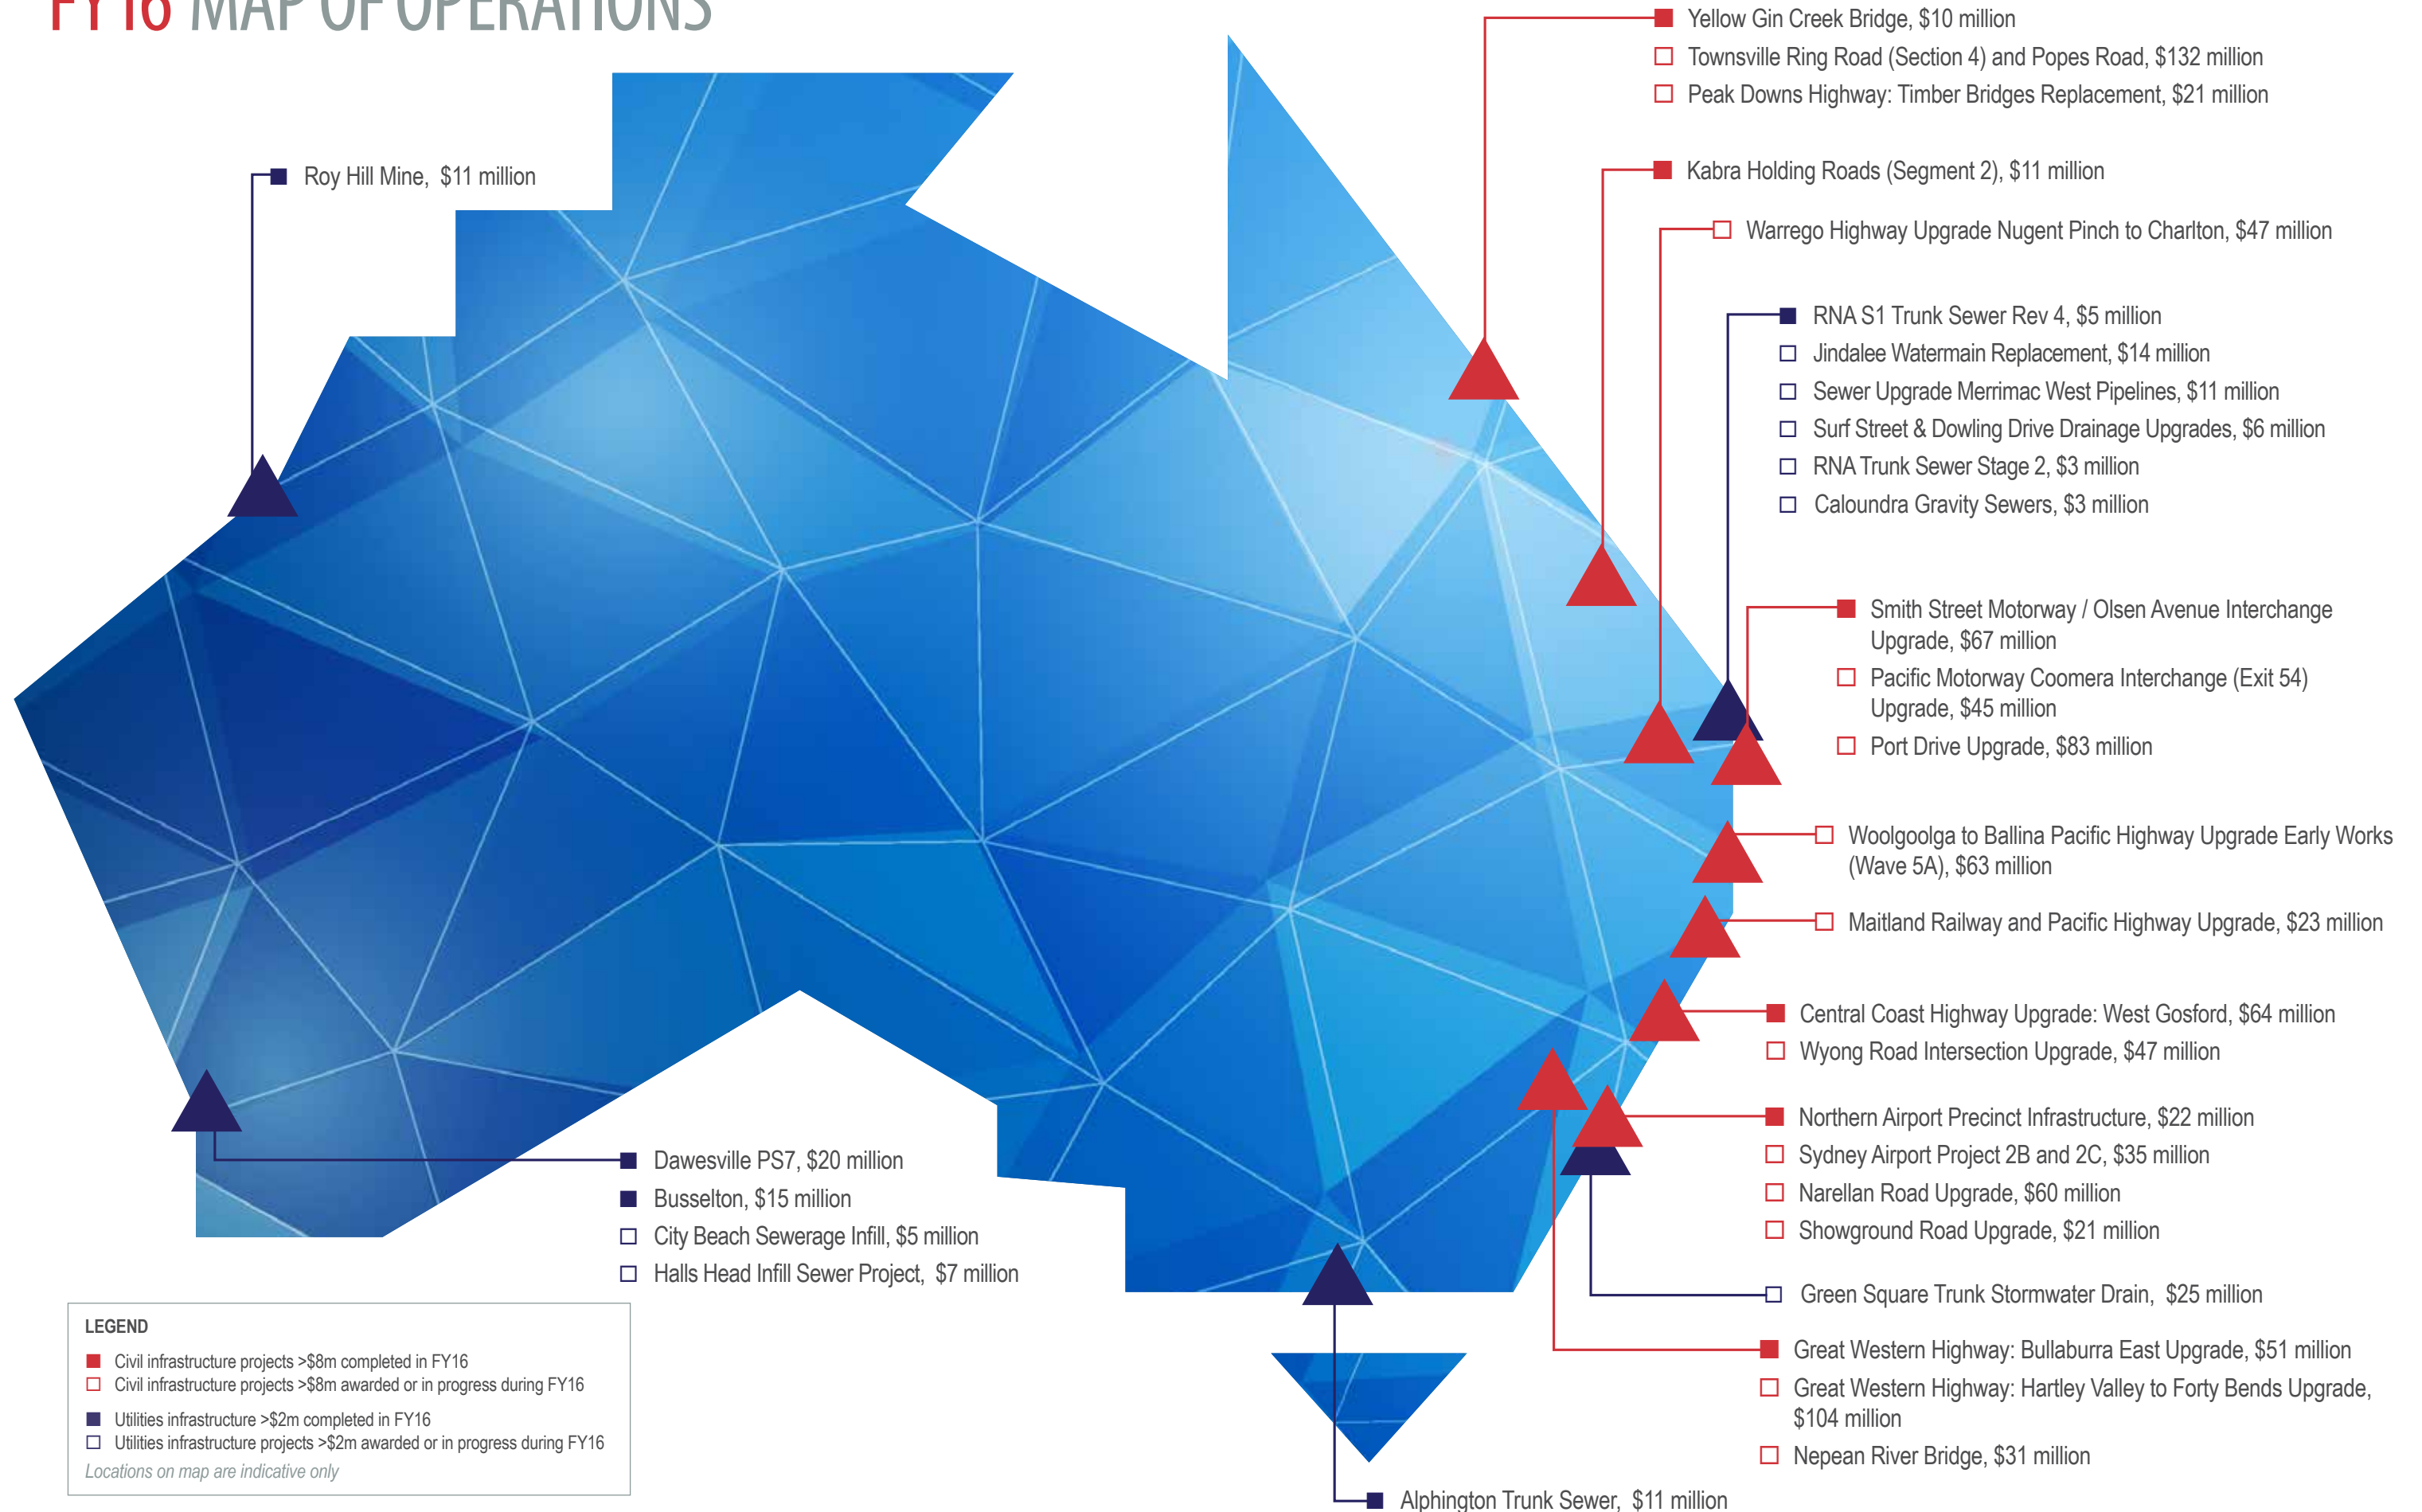 FY16 MAP OF OPERATIONS
Yellow Gin Creek Bridge, $10 million
Townsville Ring Road (Section 4) and Popes Road, $132 million
Peak Downs Highway: Timber Bridges Replacement, $21 million
Roy Hill Mine, $11 million
Kabra Holding Roads (Segment 2), $11 million
Warrego Highway Upgrade Nugent Pinch to Charlton, $47 million
RNA S1 Trunk Sewer Rev 4, $5 million
Jindalee Watermain Replacement, $14 million
Sewer Upgrade Merrimac West Pipelines, $11 million
Surf Street & Dowling Drive Drainage Upgrades, $6 million
RNA Trunk Sewer Stage 2, $3 million
Caloundra Gravity Sewers, $3 million
Smith Street Motorway / Olsen Avenue Interchange
Upgrade, $67 million
Pacific Motorway Coomera Interchange (Exit 54)
Upgrade, $45 million
Port Drive Upgrade, $83 million
Woolgoolga to Ballina Pacific Highway Upgrade Early Works
(Wave 5A), $63 million
Maitland Railway and Pacific Highway Upgrade, $23 million
Central Coast Highway Upgrade: West Gosford, $64 million
Wyong Road Intersection Upgrade, $47 million
Northern Airport Precinct Infrastructure, $22 million
Sydney Airport Project 2B and 2C, $35 million
Narellan Road Upgrade, $60 million
Showground Road Upgrade, $21 million
Green Square Trunk Stormwater Drain, $25 million
Great Western Highway: Bullaburra East Upgrade, $51 million
Great Western Highway: Hartley Valley to Forty Bends Upgrade,
$104 million
Nepean River Bridge, $31 million
Dawesville PS7, $20 million
Busselton, $15 million
City Beach Sewerage Infill, $5 million
Halls Head Infill Sewer Project, $7 million
Alphington Trunk Sewer, $11 million
LEGEND
Civil infrastructure projects >$8m completed in FY16
Civil infrastructure projects >$8m awarded or in progress during FY16
Utilities infrastructure >$2m completed in FY16
Utilities infrastructure projects >$2m awarded or in progress during FY16
Locations on map are indicative only